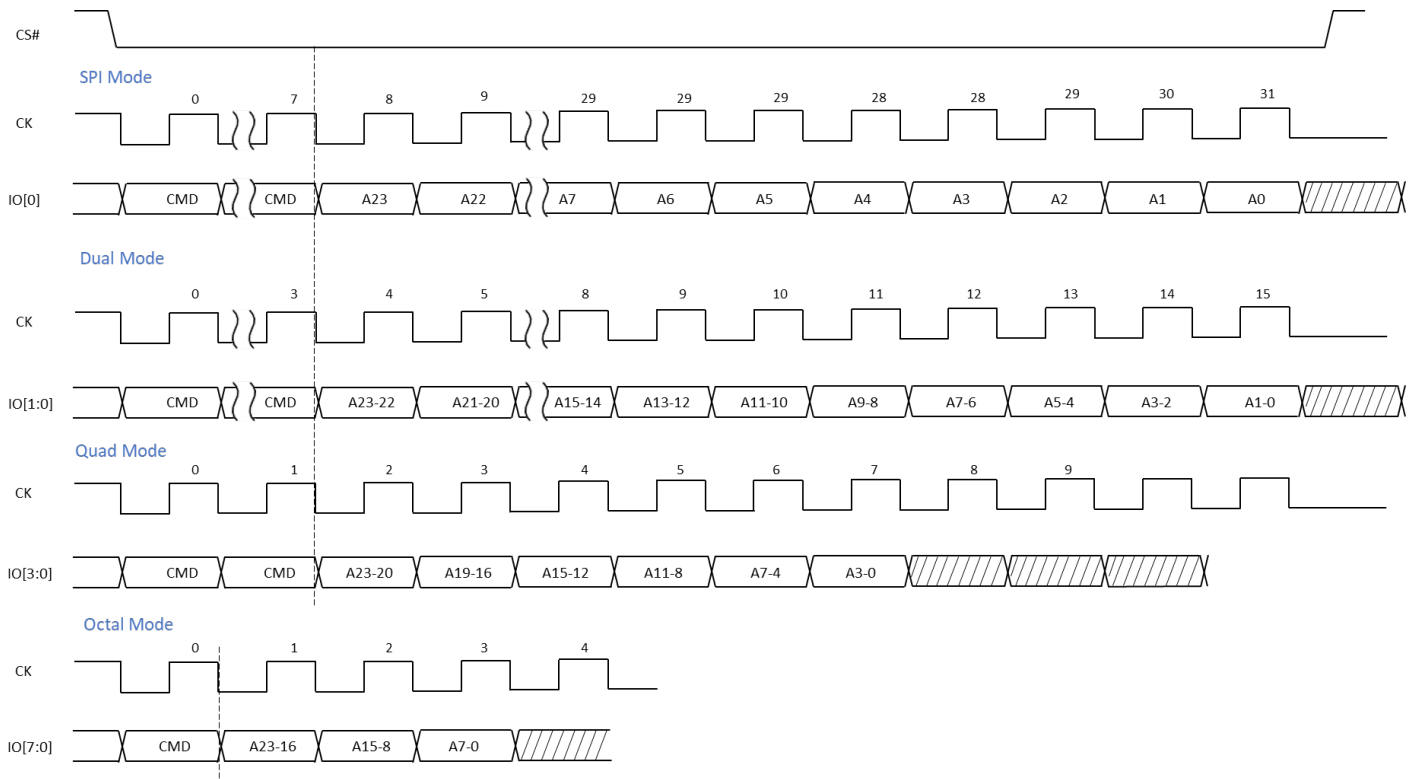 CS#
SPI Mode
0 7 8 9 29 29 29 28 28 29 30 31
CK
IO[0] CMD CMD A23 A22 A7 A6 A5 A4 A3 A2 A1 A0
Dual Mode
0 3 4 5 8 9 10 11 12 13 14 15
CK
IO[1:0] CMD CMD A23-22 A21-20 A15-14 A13-12 A11-10 A9-8 A7-6 A5-4 A3-2 A1-0
Quad Mode
0 1 2 3 4 5 6 7 8 9
CK
IO[3:0] CMD CMD A23-20 A19-16 A15-12 A11-8 A7-4 A3-0
Octal Mode
0 1 2 3 4
CK
IO[7:0] CMD A23-16 A15-8 A7-0